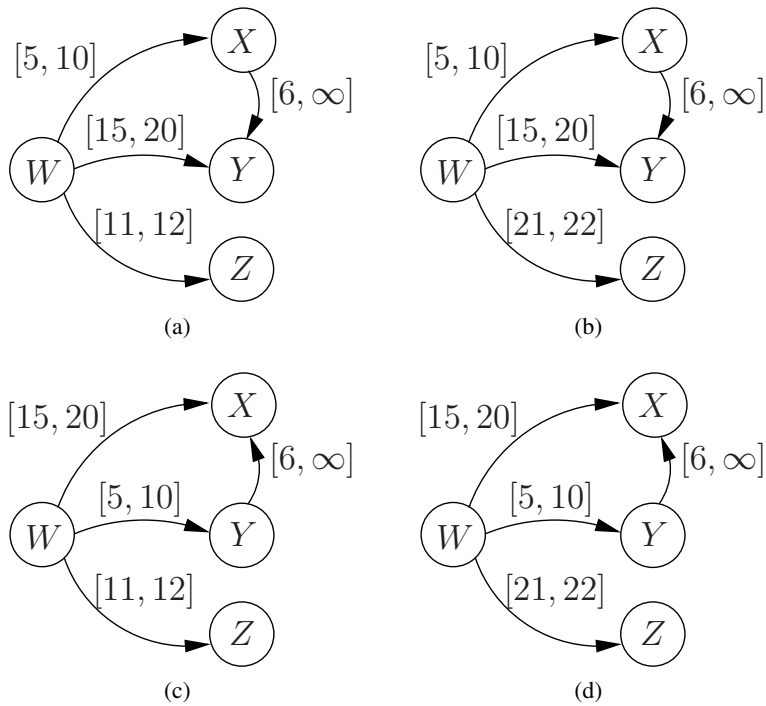 X
[5, 10]
[6, ∞]
[15, 20]
W
Y
[11, 12]
Z
(a)
X
[5, 10]
[6, ∞]
[15, 20]
W
Y
[21, 22]
Z
(b)
X
[15, 20]
[6, ∞]
[5, 10]
W
Y
[11, 12]
Z
(c)
X
[15, 20]
[6, ∞]
[5, 10]
W
Y
[21, 22]
Z
(d)